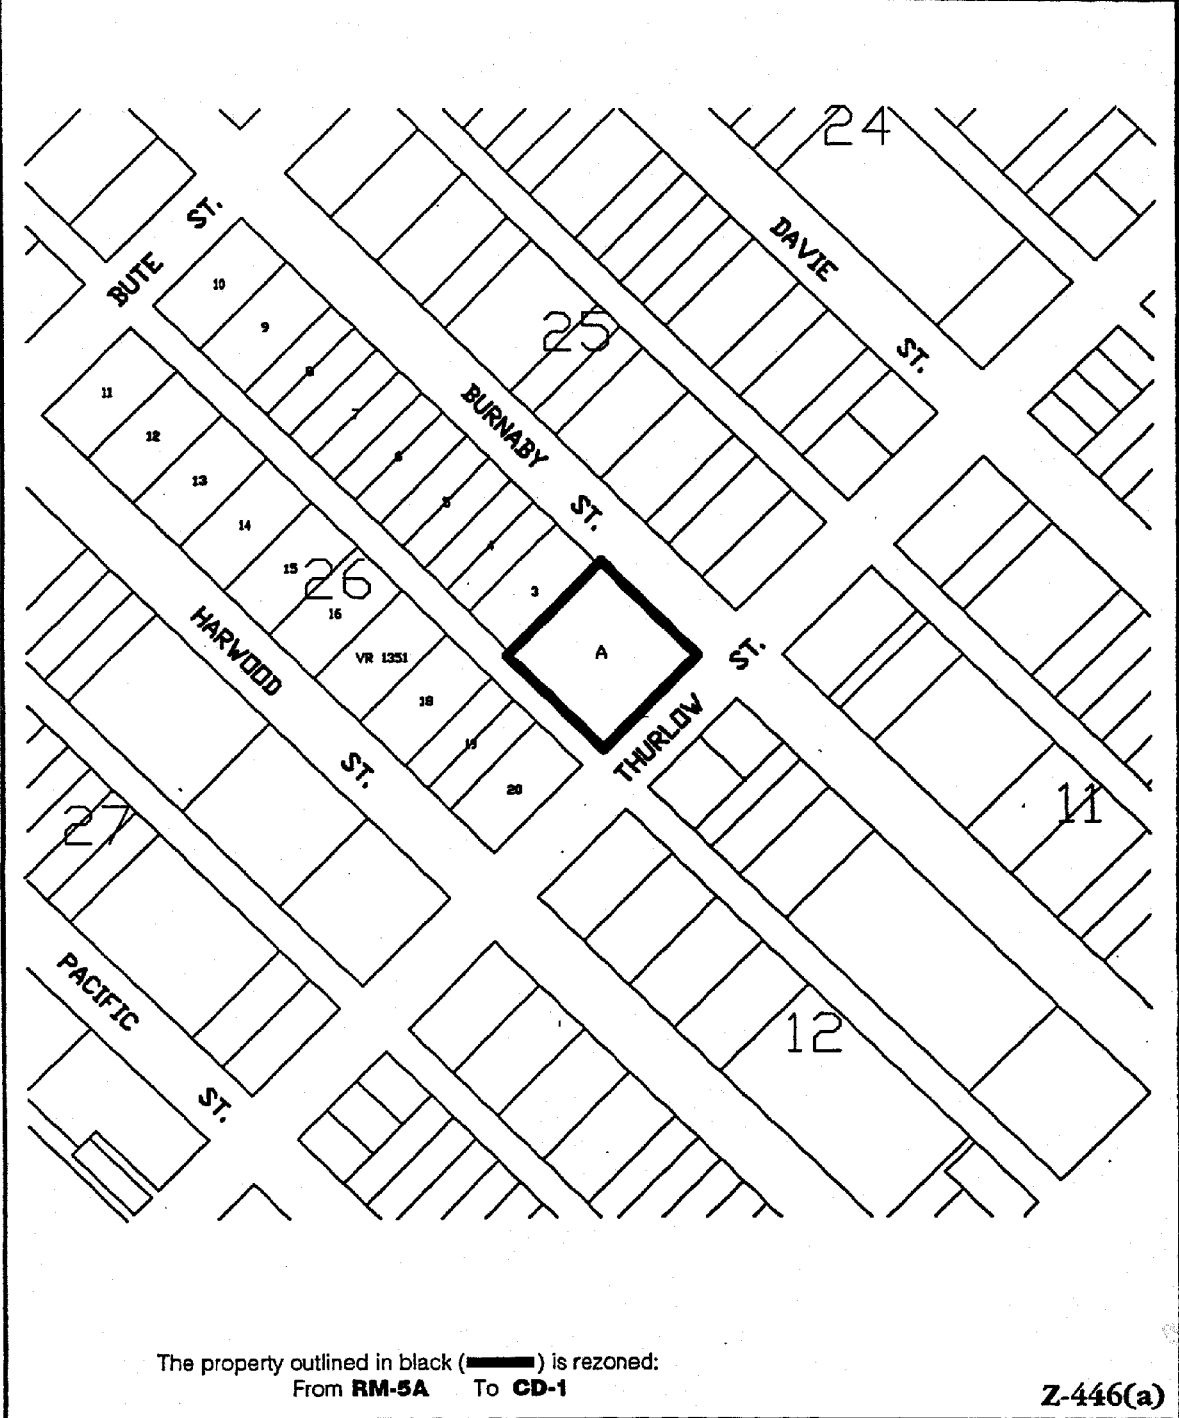 24
DAVIE ST.
BUTE ST.
10
9
8
7
6
5
4
3
A
25
BURNABY ST.
11
12
13
14
15
26
16
VR 1351
18
19
20
HARWOOD ST.
THURLOW ST.
11
27
12
PACIFIC ST.
The property outlined in black ( ) is rezoned:
From RM-5A To CD-1
Z-446(a)